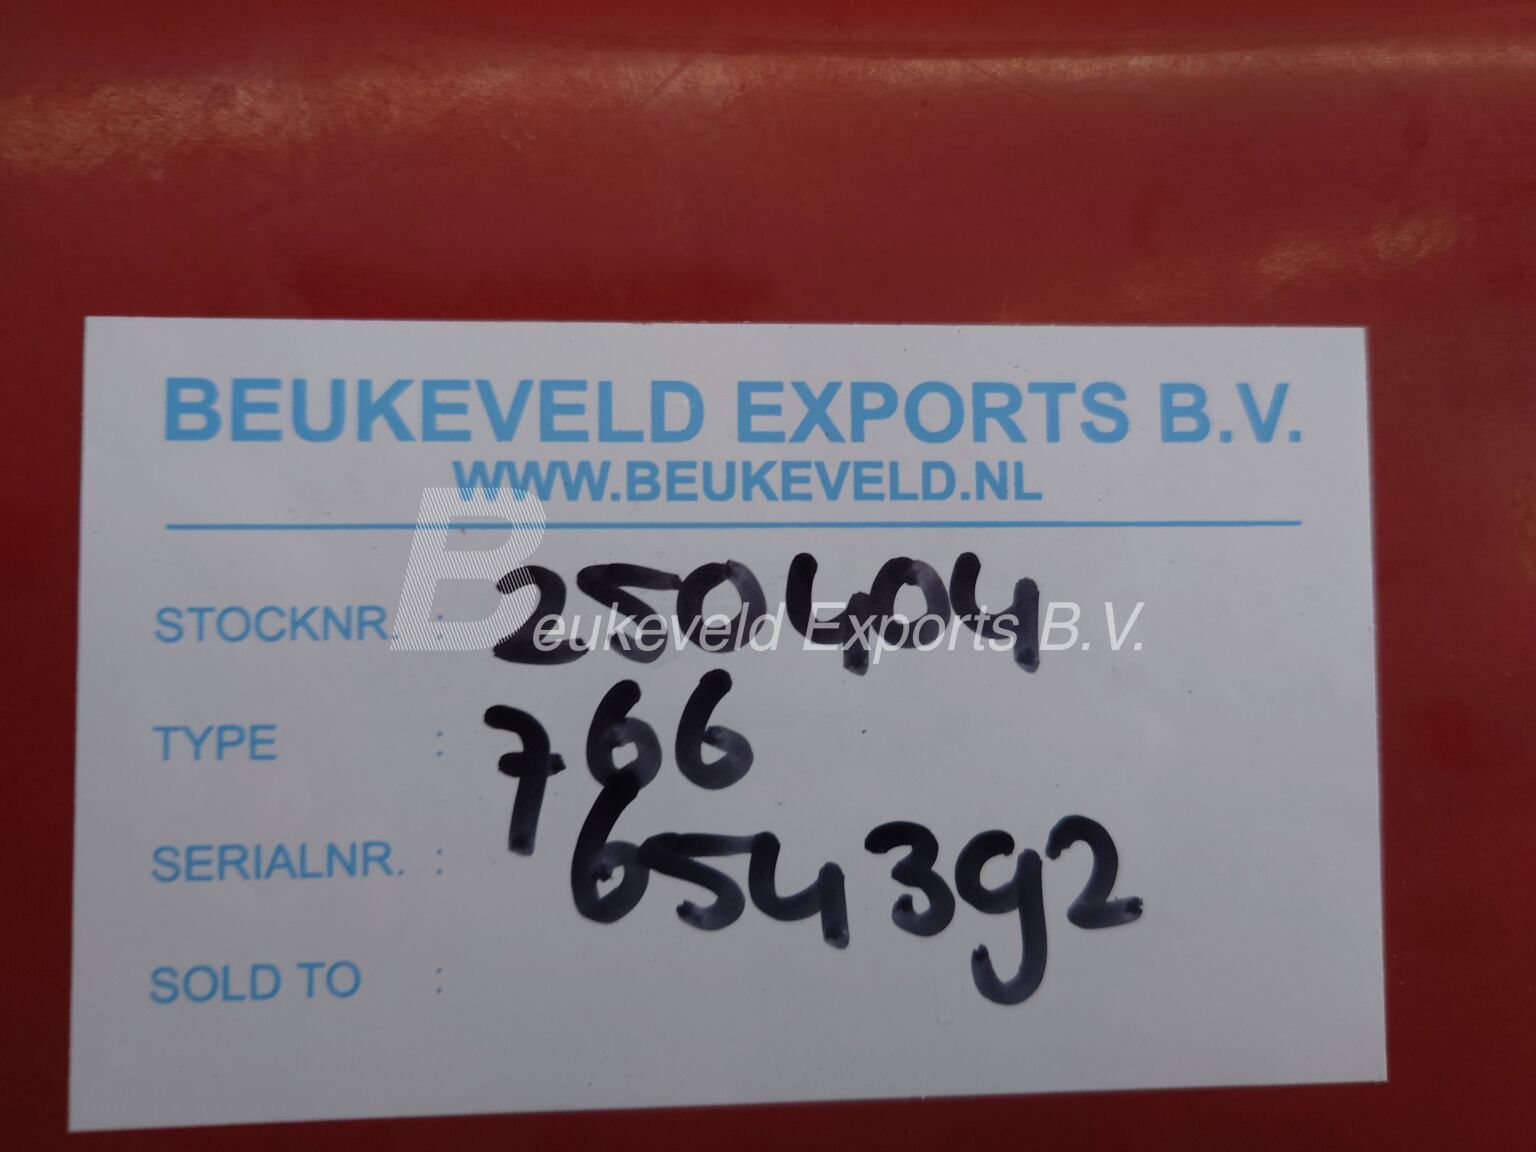 BEUKEVELD EXPORTS B.V.
WWW.BEUKEVELD.NL
STOCKNR. : 250404
Beukeveld Exports B.V.
TYPE : 766
SERIALNR. : 654392
SOLD TO :